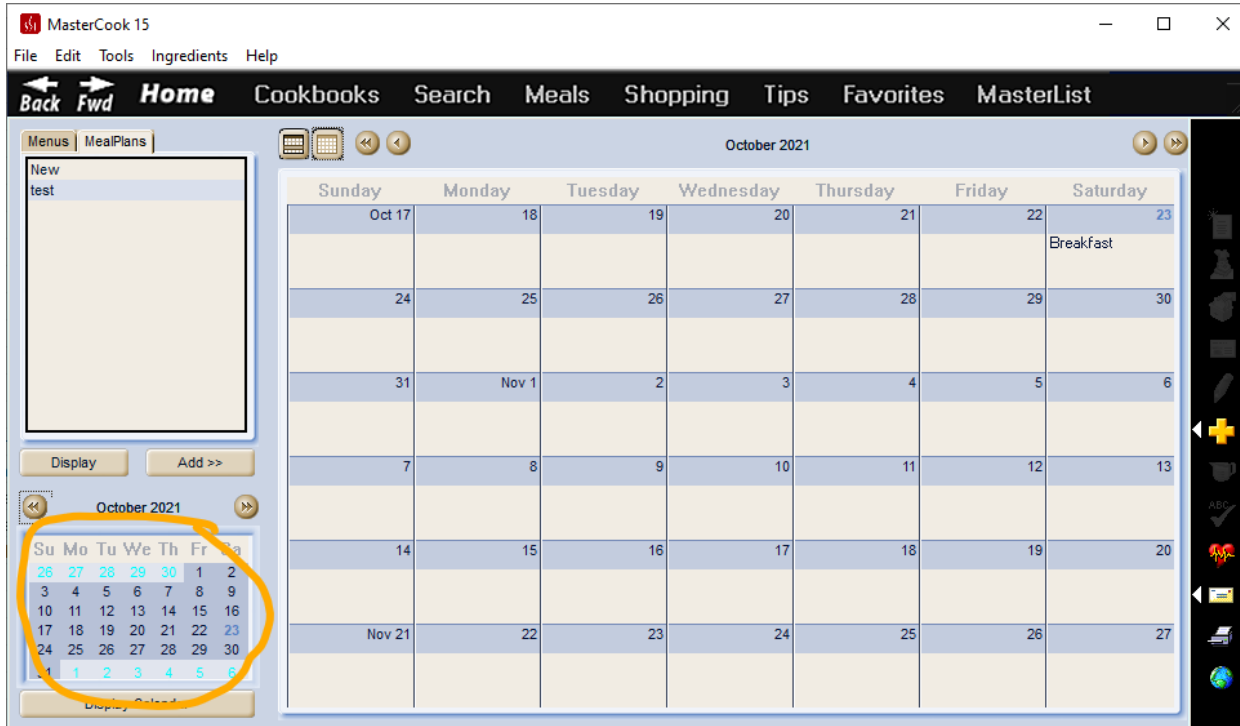 MasterCook 15
File Edit Tools Ingredients Help
Back Fwd Home Cookbooks Search Meals Shopping Tips Favorites MasterList
Menus MealPlans
New
test
Display Add >>
October 2021
Su Mo Tu We Th Fr Sa
26 27 28 29 30 1 2
3 4 5 6 7 8 9
10 11 12 13 14 15 16
17 18 19 20 21 22 23
24 25 26 27 28 29 30
31 1 2 3 4 5 6
Display
October 2021
Sunday Monday Tuesday Wednesday Thursday Friday Saturday
Oct 17 18 19 20 21 22 23
Breakfast
24 25 26 27 28 29 30
31 Nov 1 2 3 4 5 6
7 8 9 10 11 12 13
14 15 16 17 18 19 20
Nov 21 22 23 24 25 26 27
ABC